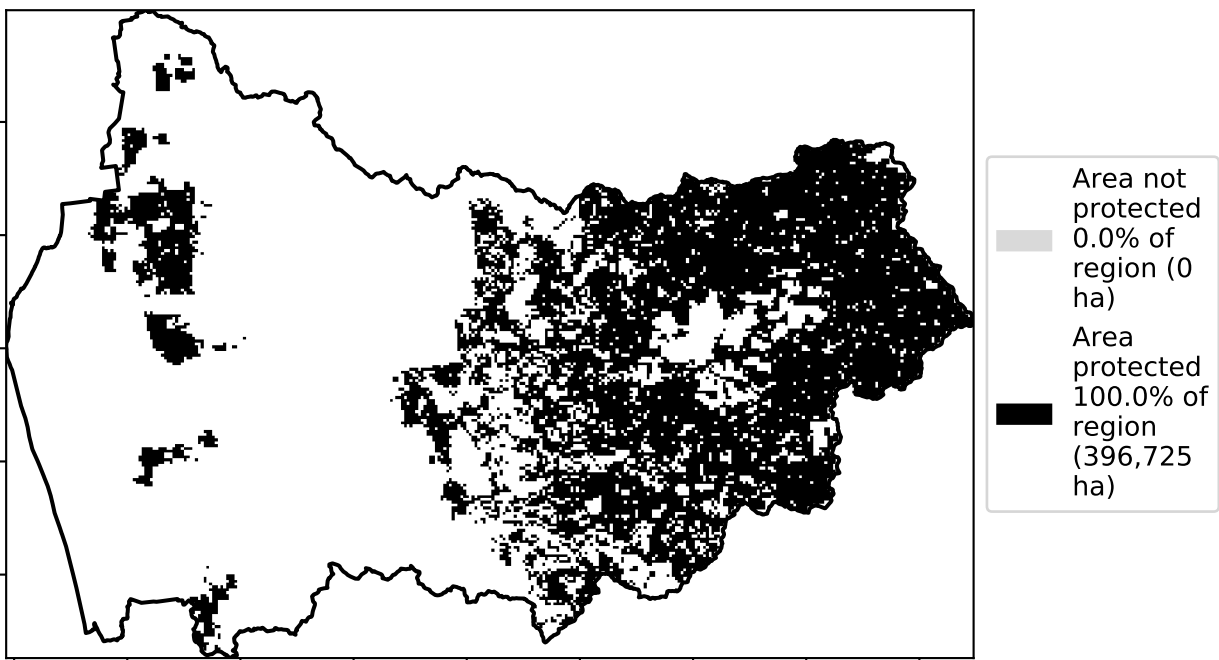 Area not
protected
0.0% of
region (0
ha)
Area
protected
100.0% of
region
(396,725
ha)